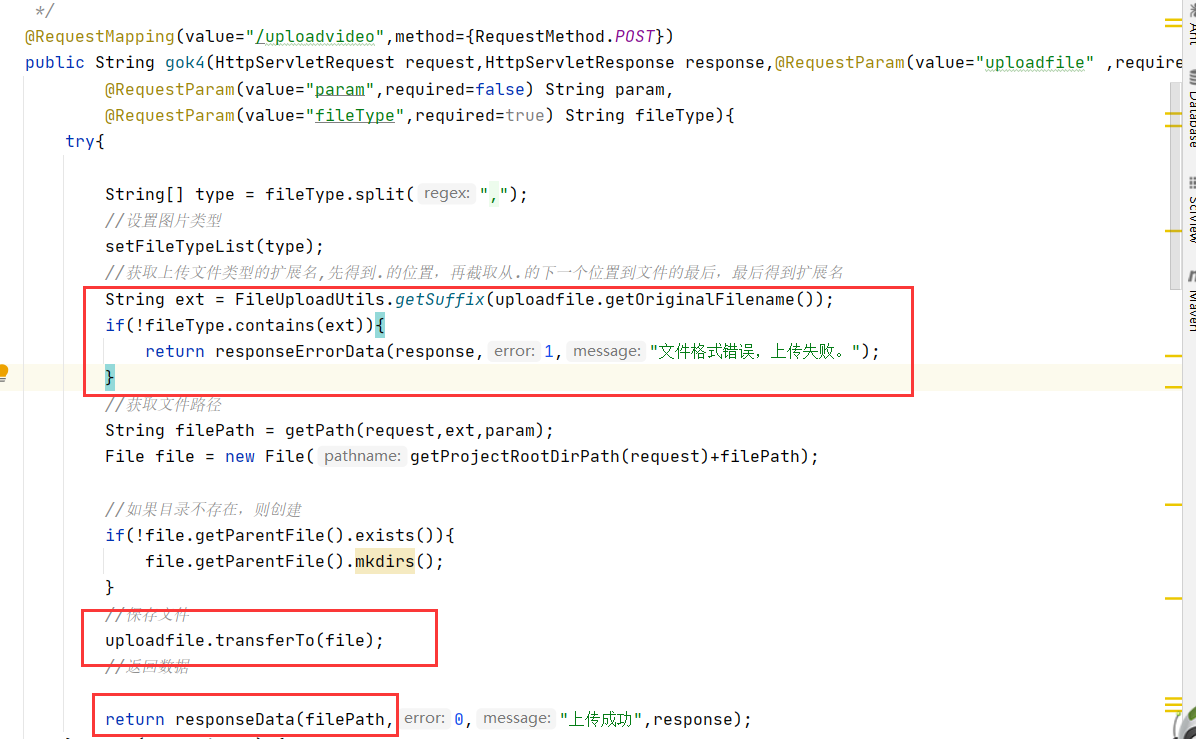 */
@RequestMapping(value="/uploadvideo",method={RequestMethod.POST})
public String gok4(HttpServletRequest request,HttpServletResponse response,@RequestParam(value="uploadfile" ,require
@RequestParam(value="param",required=false) String param,
@RequestParam(value="fileType",required=true) String fileType){
try{
String[] type = fileType.split( regex: ",");
//设置图片类型
setFileTypeList(type);
//获取上传文件类型的扩展名,先得到.的位置，再截取从.的下一个位置到文件的最后，最后得到扩展名
String ext = FileUploadUtils.getSuffix(uploadfile.getOriginalFilename());
if(!fileType.contains(ext)){
return responseErrorData(response, error: 1, message: "文件格式错误，上传失败。");
}
//获取文件路径
String filePath = getPath(request,ext,param);
File file = new File( pathname: getProjectRootDirPath(request)+filePath);
//如果目录不存在，则创建
if(!file.getParentFile().exists()){
file.getParentFile().mkdirs();
}
//保存文件
uploadfile.transferTo(file);
//返回数据
return responseData(filePath, error: 0, message: "上传成功",response);
Ant
Database
SciView
Maven